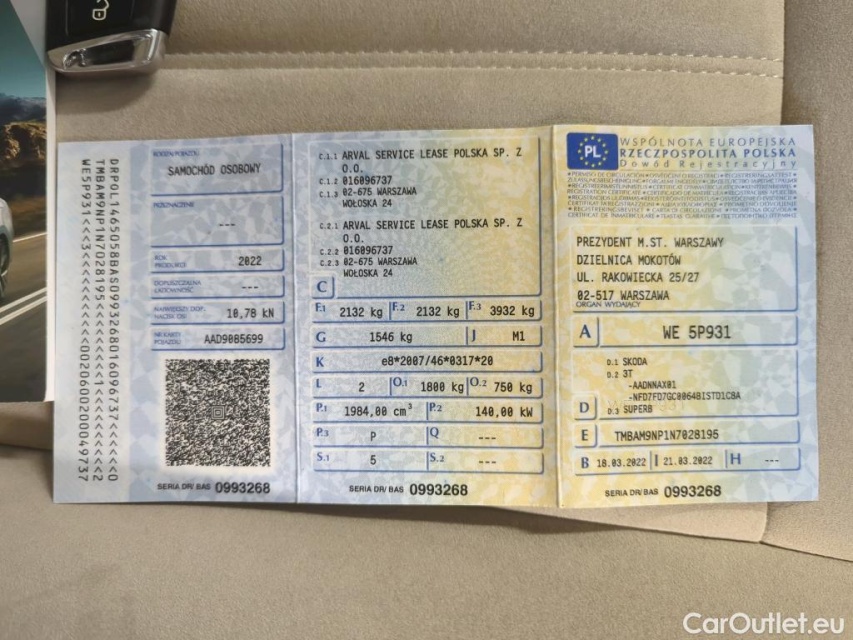 DRPOL1465058BAS0993268016096737<<<<<0
TMBAM9NP1N7028195<<<<<<<
WE5P931<<
RODZAJ POJAZDU
SAMOCHÓD OSOBOWY
PRZEZNACZENIE
---
ROK PRODUKCJI
2022
DOPUSZCZALNA ŁADOWNOŚĆ
---
NAJWIĘKSZY DOP. NACISK OSI
10,78 kN
NR KARTY POJAZDU
AAD9085699
SERIA DR/BAS 0993268
C.1.1 ARVAL SERVICE LEASE POLSKA SP. Z
O.O.
C.1.2 016096737
C.1.3 02-675 WARSZAWA
WOŁOSKA 24
C.2.1 ARVAL SERVICE LEASE POLSKA SP. Z
O.O.
C.2.2 016096737
C.2.3 02-675 WARSZAWA
WOŁOSKA 24
C
F.1 2132 kg F.2 2132 kg F.3 3932 kg
G 1546 kg J M1
K e8*2007/46*0317*20
L 2 O.1 1800 kg O.2 750 kg
P.1 1984,00 cm³ P.2 140,00 kW
P.3 P Q ---
S.1 5 S.2 ---
SERIA DR/BAS 0993268
PL
WSPÓLNOTA EUROPEJSKA
RZECZPOSPOLITA POLSKA
Dowód Rejestracyjny
PREZYDENT M.ST. WARSZAWY
DZIELNICA MOKOTÓW
UL. RAKOWIECKA 25/27
02-517 WARSZAWA
ORGAN WYDAJĄCY
A WE 5P931
D.1 SKODA
D.2 3T
-AADNNAX01
-NFD7FD7GC0064BISTD1C8A
D D.3 SUPERB
E TMBAM9NP1N7028195
B 18.03.2022 I 21.03.2022 H ---
SERIA DR/BAS 0993268
CarOutlet.eu